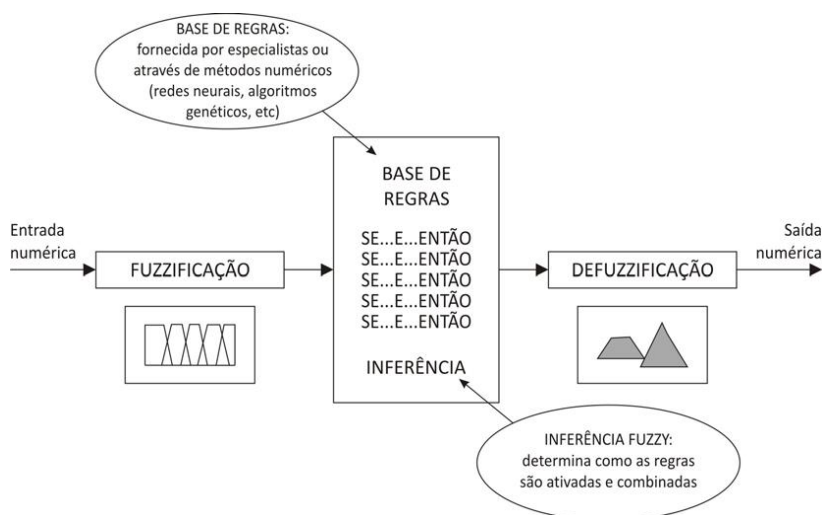 BASE DE REGRAS:
fornecida por especialistas ou
através de métodos numéricos
(redes neurais, algoritmos
genéticos, etc)
Entrada
numérica
FUZZIFICAÇÃO
BASE DE
REGRAS
SE...E...ENTÃO
SE...E...ENTÃO
SE...E...ENTÃO
SE...E...ENTÃO
SE...E...ENTÃO
INFERÊNCIA
DEFUZZIFICAÇÃO
Saída
numérica
INFERÊNCIA FUZZY:
determina como as regras
são ativadas e combinadas